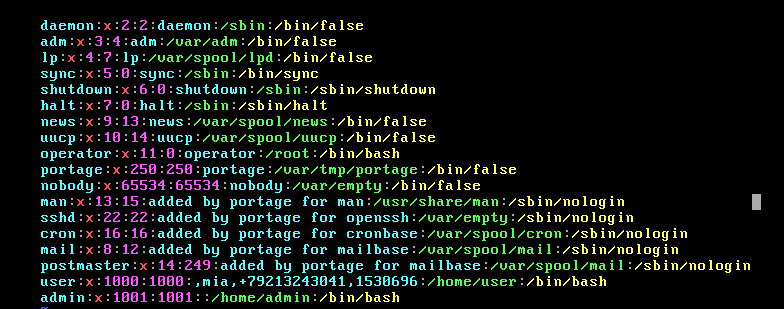 daemon:x:2:2:daemon:/sbin:/bin/false
adm:x:3:4:adm:/var/adm:/bin/false
lp:x:4:7:lp:/var/spool/lpd:/bin/false
sync:x:5:0:sync:/sbin:/bin/sync
shutdown:x:6:0:shutdown:/sbin:/sbin/shutdown
halt:x:7:0:halt:/sbin:/sbin/halt
news:x:9:13:news:/var/spool/news:/bin/false
uucp:x:10:14:uucp:/var/spool/uucp:/bin/false
operator:x:11:0:operator:/root:/bin/bash
portage:x:250:250:portage:/var/tmp/portage:/bin/false
nobody:x:65534:65534:nobody:/var/empty:/bin/false
man:x:13:15:added by portage for man:/usr/share/man:/sbin/nologin
sshd:x:22:22:added by portage for openssh:/var/empty:/sbin/nologin
cron:x:16:16:added by portage for cronbase:/var/spool/cron:/sbin/nologin
mail:x:8:12:added by portage for mailbase:/var/spool/mail:/sbin/nologin
postmaster:x:14:249:added by portage for mailbase:/var/spool/mail:/sbin/nologin
user:x:1000:1000:,mia,+79213243041,1530696:/home/user:/bin/bash
admin:x:1001:1001::/home/admin:/bin/bash